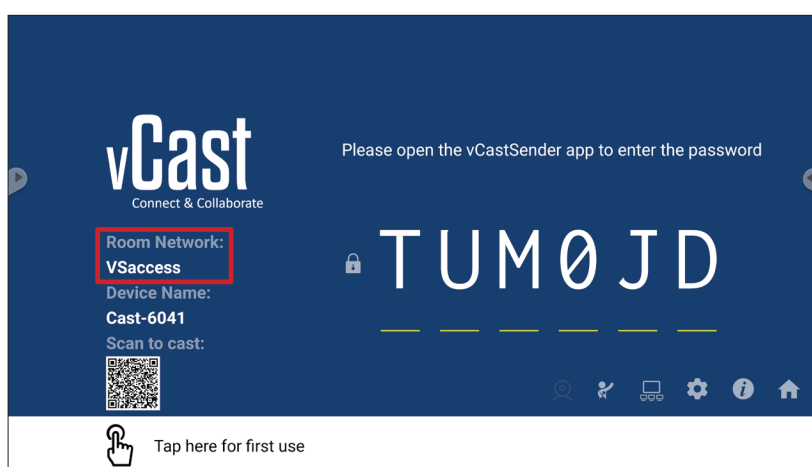 vCast
Connect & Collaborate
Please open the vCastSender app to enter the password
TUM0JD
Room Network:
VSaccess
Device Name:
Cast-6041
Scan to cast:
Tap here for first use